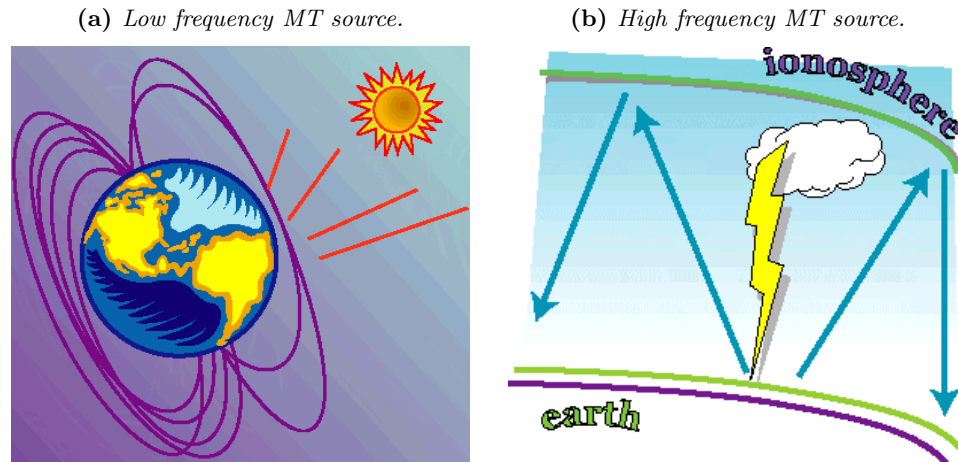 (a) Low frequency MT source.
(b) High frequency MT source.
ionosphere
earth